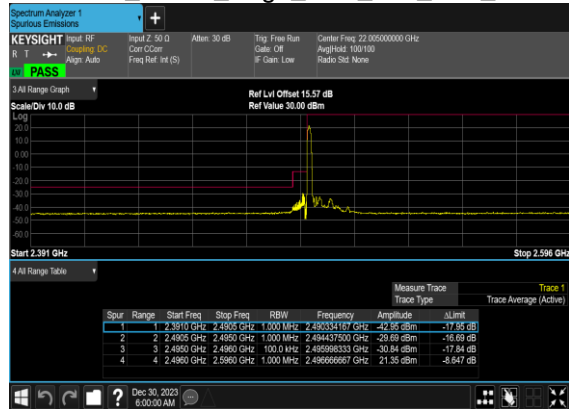 Spectrum Analyzer 1
Spurious Emissions
KEYSIGHT Input: RF Input Z: 50 Ω Atten: 30 dB Trig: Free Run Center Freq: 22.005000000 GHz
R T Coupling: DC Corr CCorr Gate: Off Avg|Hold: 100/100
Align: Auto Freq Ref: Int (S) IF Gain: Low Radio Std: None
PASS
3 All Range Graph
Ref Lvl Offset 15.57 dB
Scale/Div 10.0 dB Ref Value 30.00 dBm
Log
20.0
10.0
0.00
-10.0
-20.0
-30.0
-40.0
-50.0
-60.0
Start 2.391 GHz Stop 2.596 GHz
4 All Range Table
Measure Trace Trace 1
Trace Type Trace Average (Active)
Spur Range Start Freq Stop Freq RBW Frequency Amplitude ΔLimit
1 1 2.3910 GHz 2.4905 GHz 1.000 MHz 2.490334167 GHz -42.95 dBm -17.95 dB
2 2 2.4905 GHz 2.4950 GHz 1.000 MHz 2.494437500 GHz -29.69 dBm -16.69 dB
3 3 2.4950 GHz 2.4960 GHz 100.0 kHz 2.495998333 GHz -30.84 dBm -17.84 dB
4 4 2.4960 GHz 2.5960 GHz 1.000 MHz 2.496666667 GHz 21.35 dBm -8.647 dB
? Dec 30, 2023
6:00:00 AM